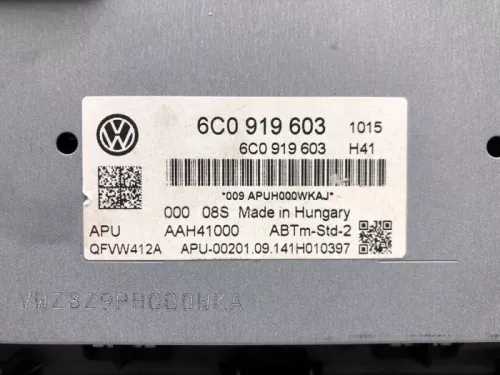 6C0 919 603 1015
6C0 919 603 H41
*009 APUH000WKAJ*
000 08S Made in Hungary
APU AAH41000 ABTm-Std-2
QFVW412A APU-00201.09.141H010397
VWZ8Z9PH000WKA